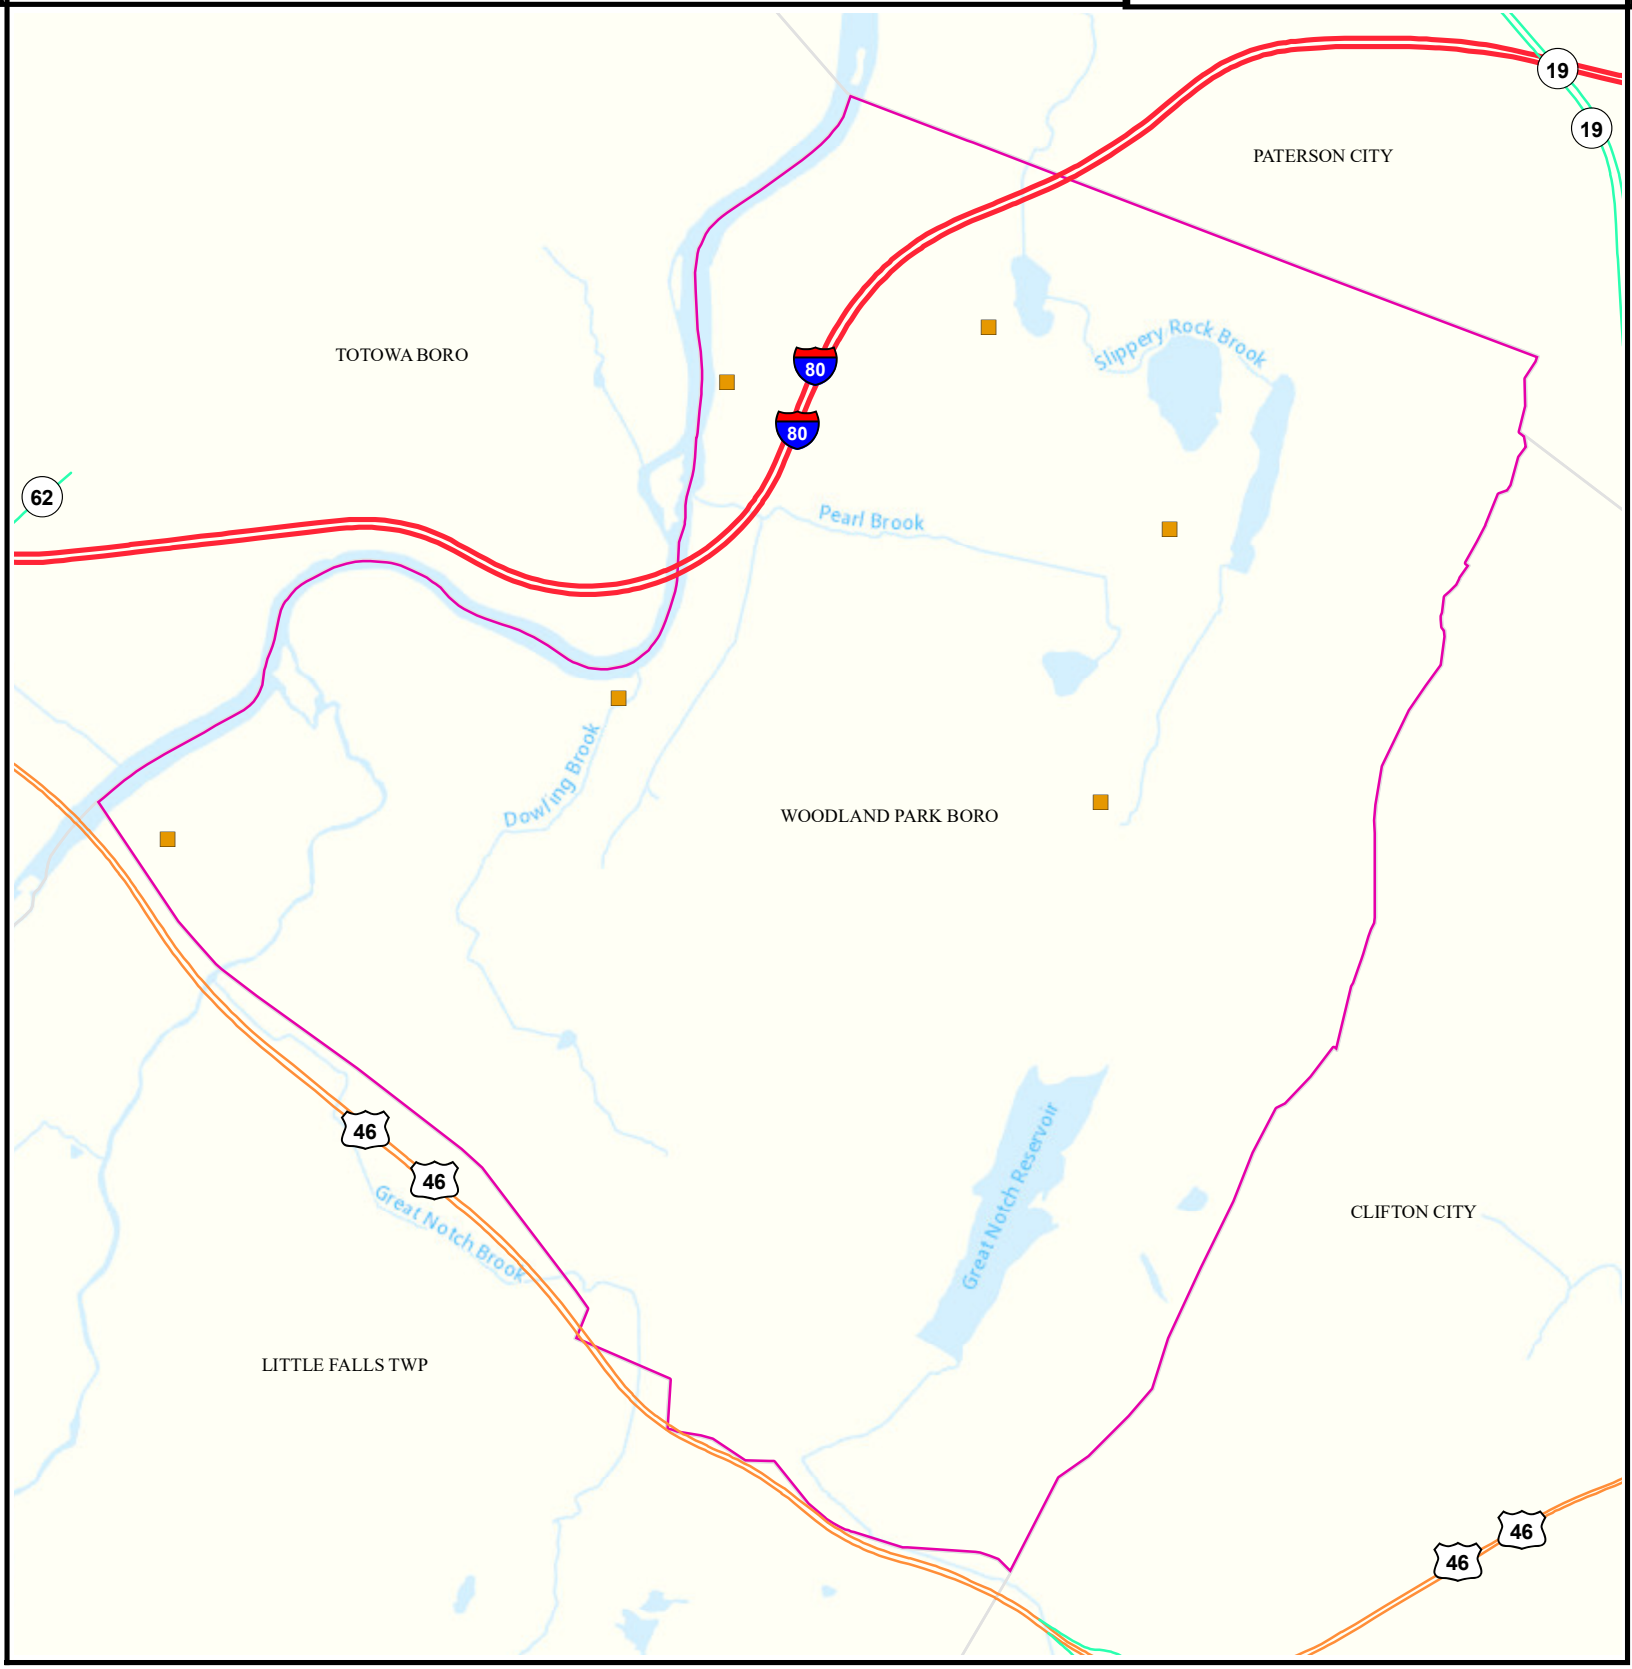 19
19
PATERSON CITY
Slippery Rock Brook
TOTOWA BORO
80
80
62
Pearl Brook
Dowling Brook
WOODLAND PARK BORO
46
46
Great Notch Reservoir
Great Notch Brook
CLIFTON CITY
LITTLE FALLS TWP
46
46